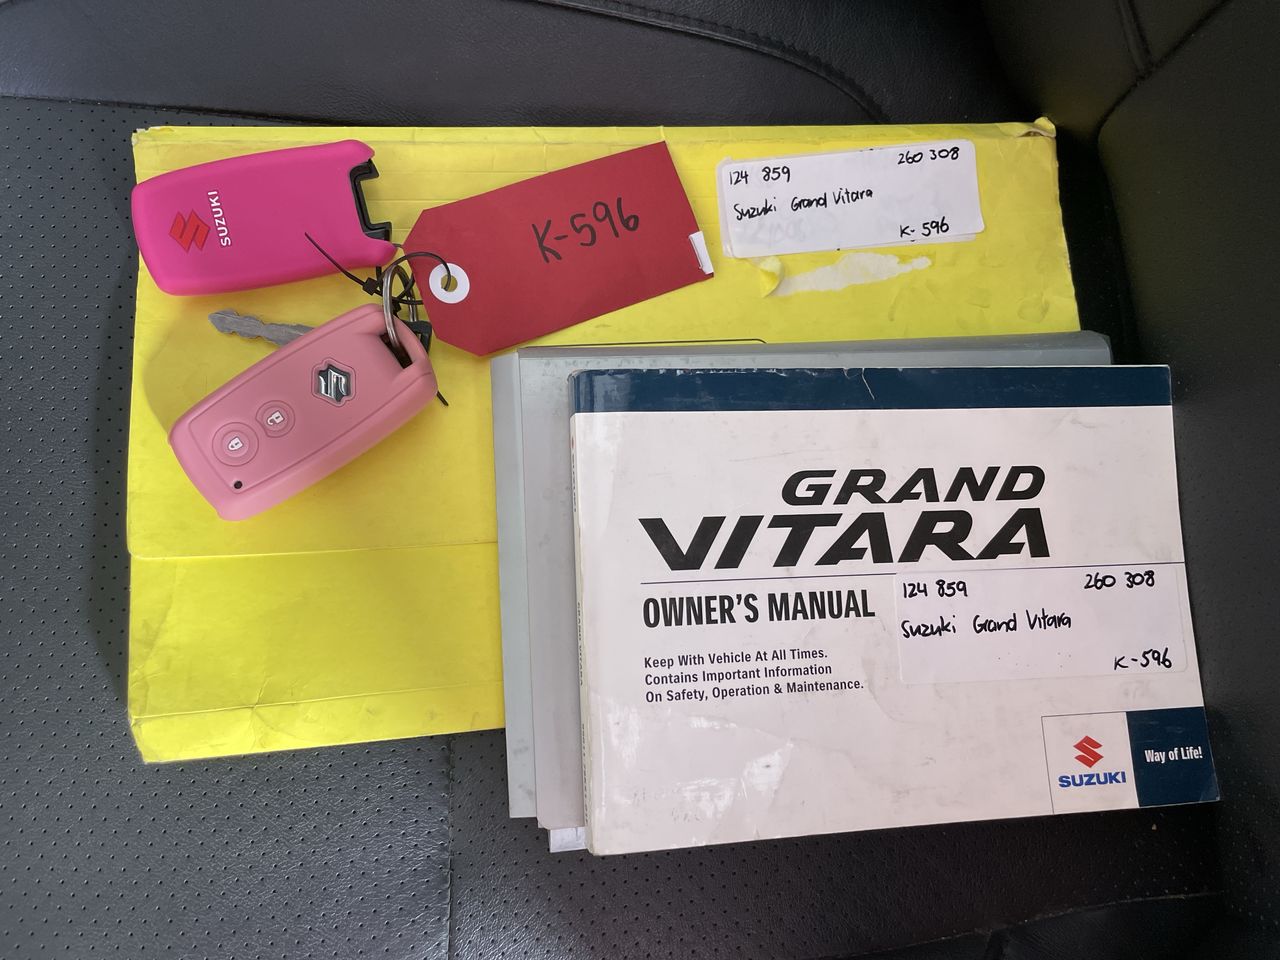 SUZUKI
K-596
124 859
260 308
Suzuki Grand Vitara
K-596
GRAND
VITARA
OWNER'S MANUAL
124 859
260 308
Suzuki Grand Vitara
K-596
Keep With Vehicle At All Times.
Contains Important Information
On Safety, Operation & Maintenance.
SUZUKI
Way of Life!